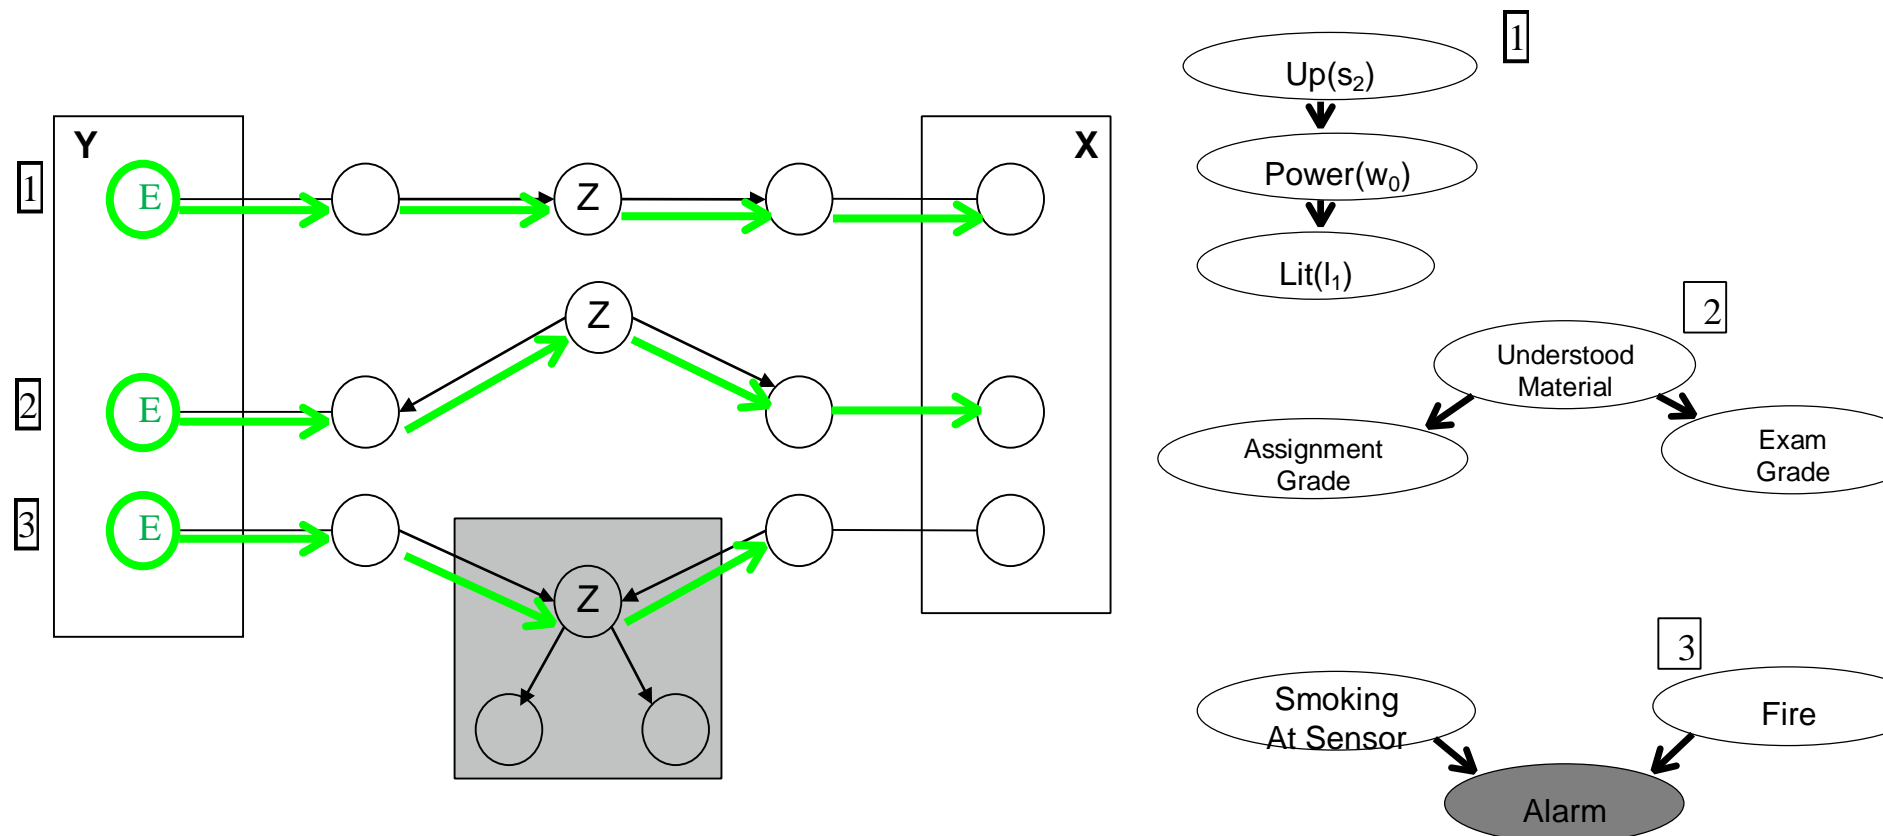 Y
X
1
E
Z
Z
2
E
3
E
Z
1
Up(s₂)
Power(w₀)
Lit(l₁)
2
Understood
Material
Assignment
Grade
Exam
Grade
3
Smoking
At Sensor
Fire
Alarm